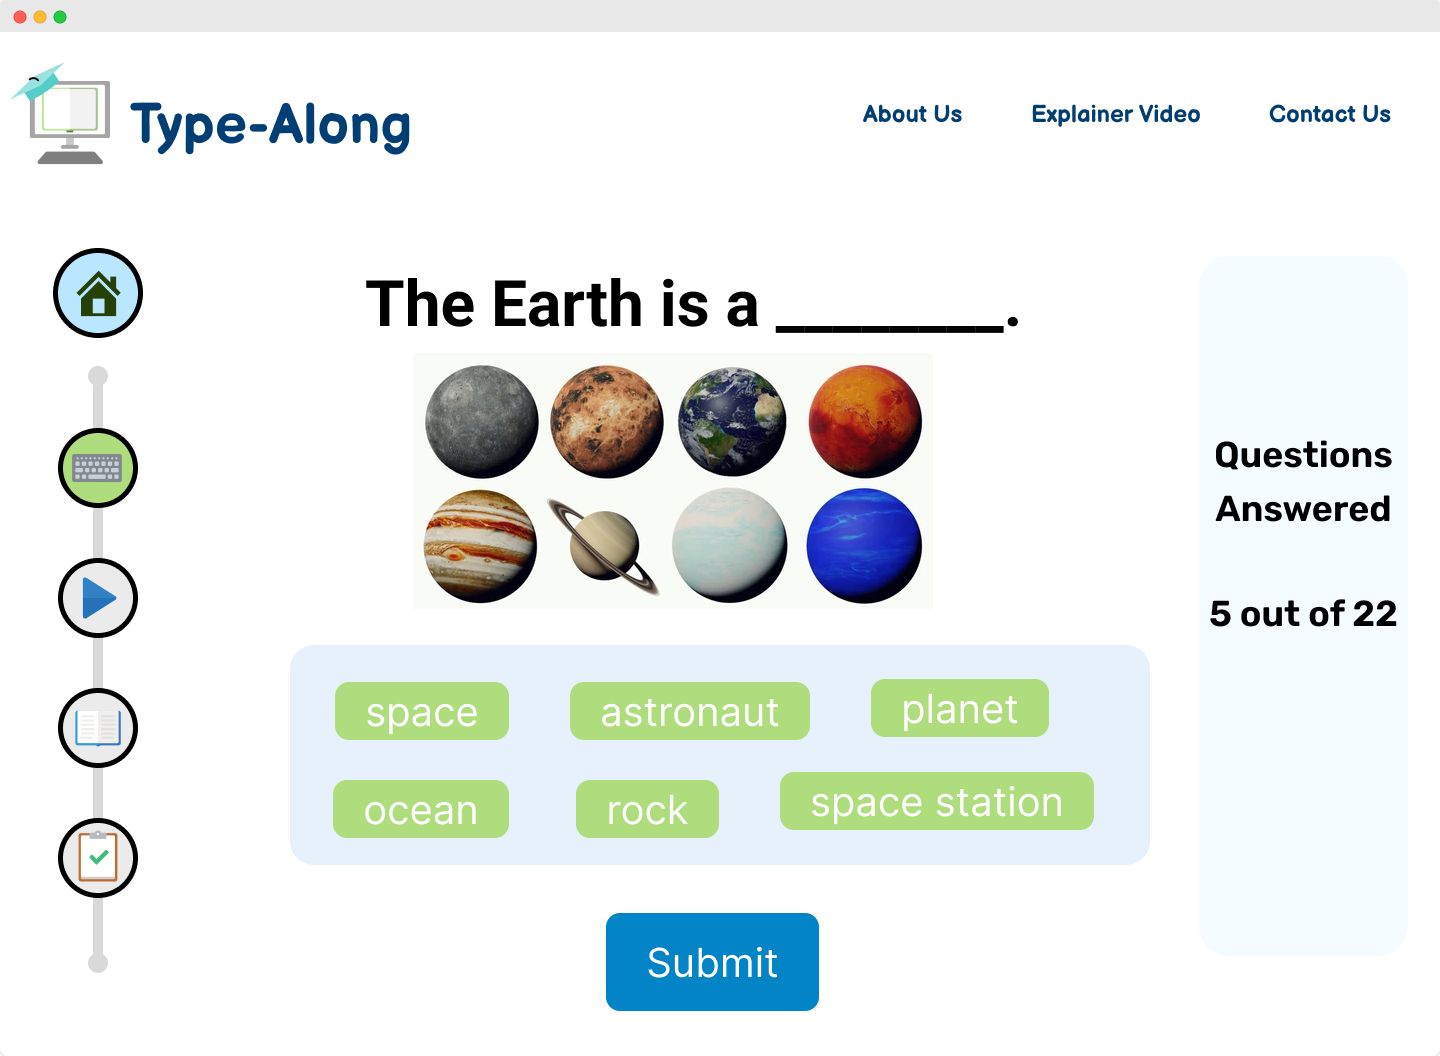 Type-Along
About Us
Explainer Video
Contact Us
The Earth is a ________.
space
astronaut
planet
ocean
rock
space station
Submit
Questions
Answered
5 out of 22